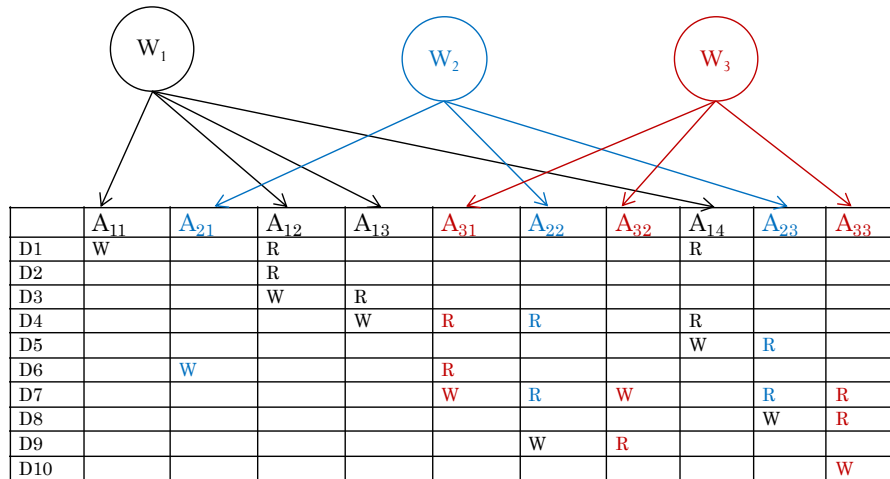 W1 W2 W3
A11 A21 A12 A13 A31 A22 A32 A14 A23 A33
D1 W R R
D2 R
D3 W R
D4 W R R R
D5 W R
D6 W R
D7 W R W R R
D8 W R
D9 W R
D10 W